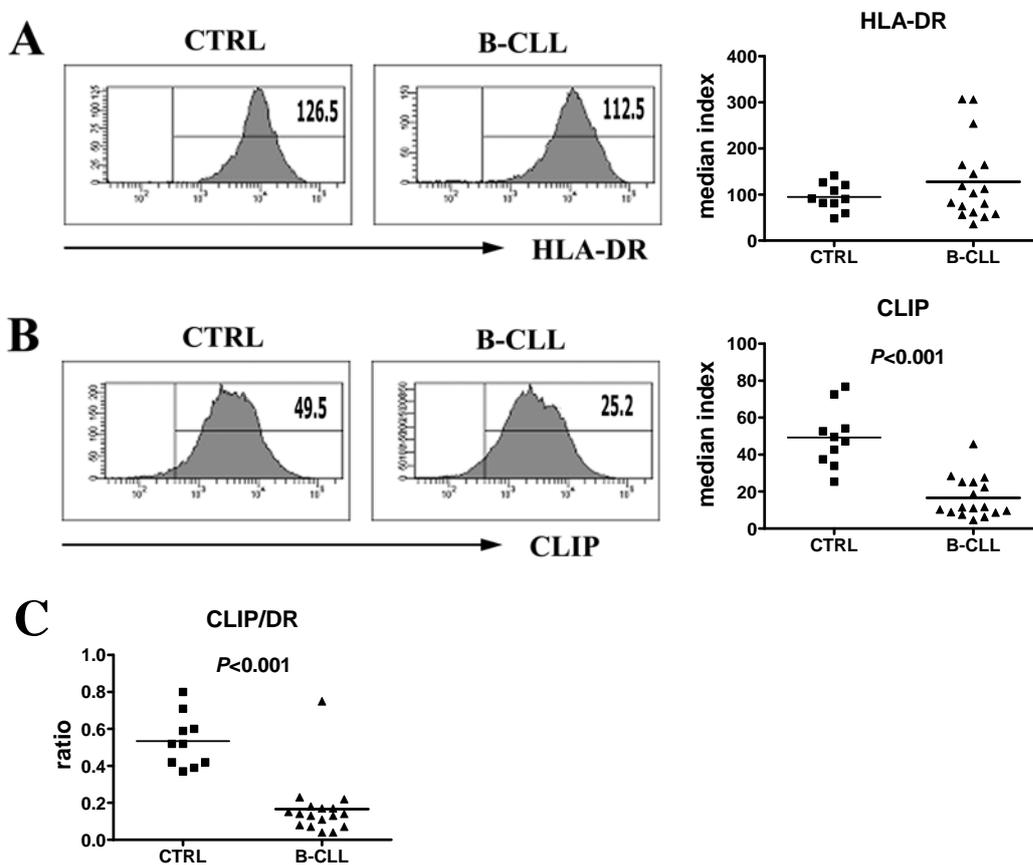 A
CTRL
B-CLL
126.5
112.5
HLA-DR
HLA-DR
median index
400
300
200
100
0
CTRL
B-CLL
B
CTRL
B-CLL
49.5
25.2
CLIP
CLIP
P<0.001
median index
100
80
60
40
20
0
CTRL
B-CLL
C
CLIP/DR
P<0.001
ratio
1.0
0.8
0.6
0.4
0.2
0.0
CTRL
B-CLL